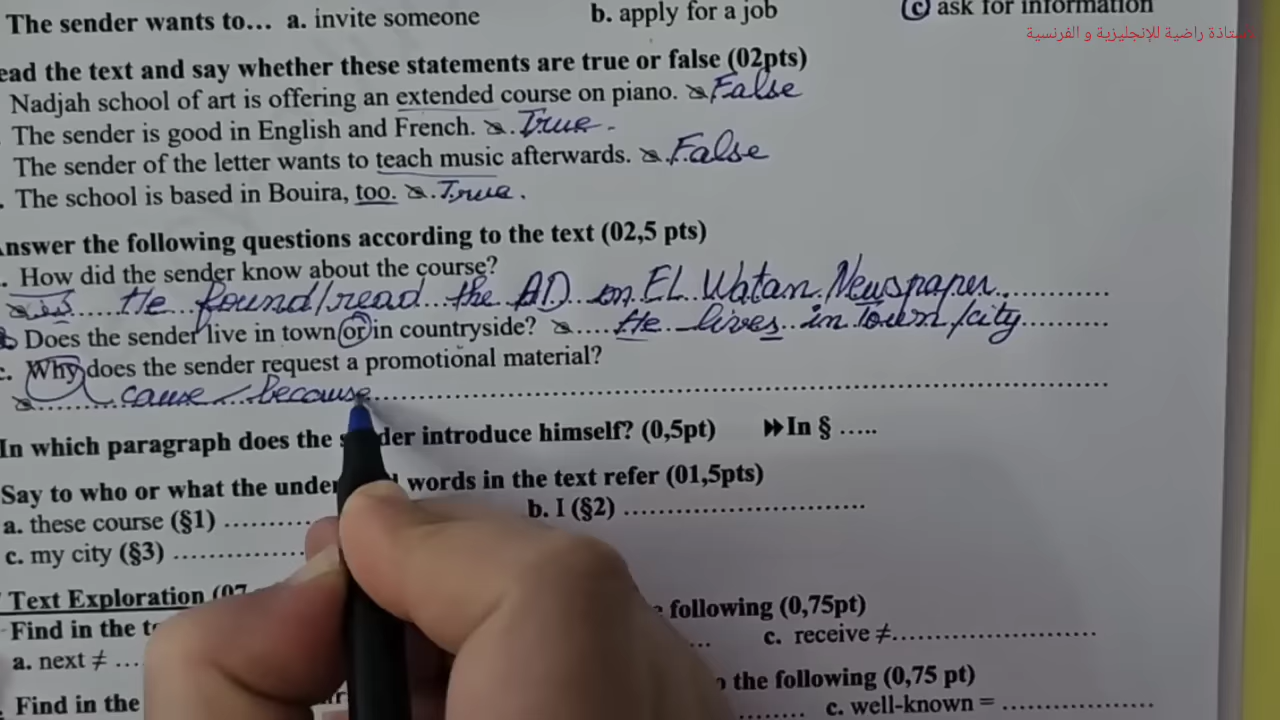 The sender wants to... a. invite someone b. apply for a job c ask for information
الأستاذة راضية للإنجليزية و الفرنسية
ead the text and say whether these statements are true or false (02pts)
Nadjah school of art is offering an extended course on piano. False
The sender is good in English and French. True.
The sender of the letter wants to teach music afterwards. False
The school is based in Bouira, too. True.
nswer the following questions according to the text (02,5 pts)
. How did the sender know about the course?
He found/read the AD on EL Watan Newspaper.
b. Does the sender live in town or in countryside? He lives in town/city
c. Why does the sender request a promotional material?
cause because
In which paragraph does the introduce himself? (0,5pt) In § .....
Say to who or what the words in the text refer (01,5pts)
a. these course (§1) .......... b. I (§2) ..........................
c. my city (§3) ..............
Text Exploration (07
following (0,75pt)
Find in the
c. receive ≠..........................
a. next ≠ ...
the following (0,75 pt)
Find in the
c. well-known = ...................